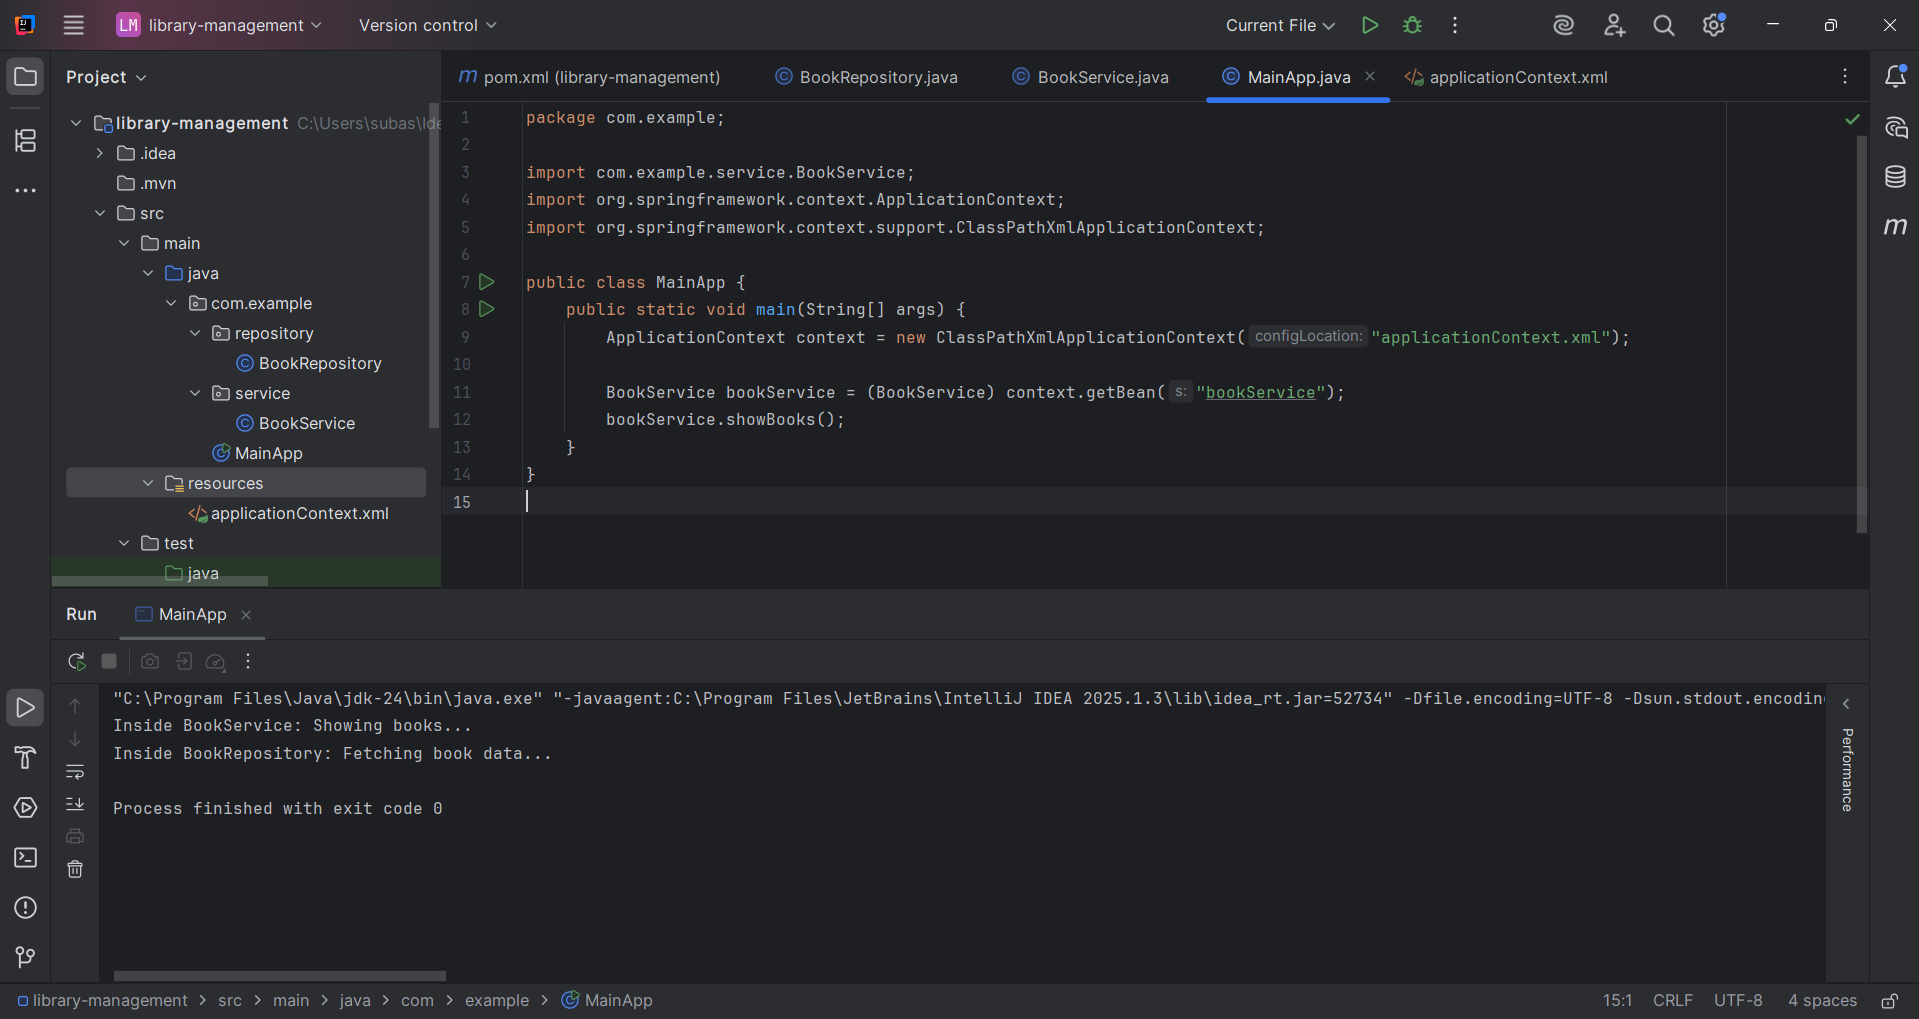 LM library-management Version control Current File
Project
library-management C:\Users\subas\Ide
.idea
.mvn
src
main
java
com.example
repository
BookRepository
service
BookService
MainApp
resources
applicationContext.xml
test
java
m pom.xml (library-management) BookRepository.java BookService.java MainApp.java applicationContext.xml
1 package com.example;
2
3 import com.example.service.BookService;
4 import org.springframework.context.ApplicationContext;
5 import org.springframework.context.support.ClassPathXmlApplicationContext;
6
7 public class MainApp {
8 public static void main(String[] args) {
9 ApplicationContext context = new ClassPathXmlApplicationContext( configLocation: "applicationContext.xml");
10
11 BookService bookService = (BookService) context.getBean( s: "bookService");
12 bookService.showBooks();
13 }
14 }
15
Run MainApp
"C:\Program Files\Java\jdk-24\bin\java.exe" "-javaagent:C:\Program Files\JetBrains\IntelliJ IDEA 2025.1.3\lib\idea_rt.jar=52734" -Dfile.encoding=UTF-8 -Dsun.stdout.encodin
Inside BookService: Showing books...
Inside BookRepository: Fetching book data...
Process finished with exit code 0
Performance
library-management > src > main > java > com > example > MainApp
15:1 CRLF UTF-8 4 spaces